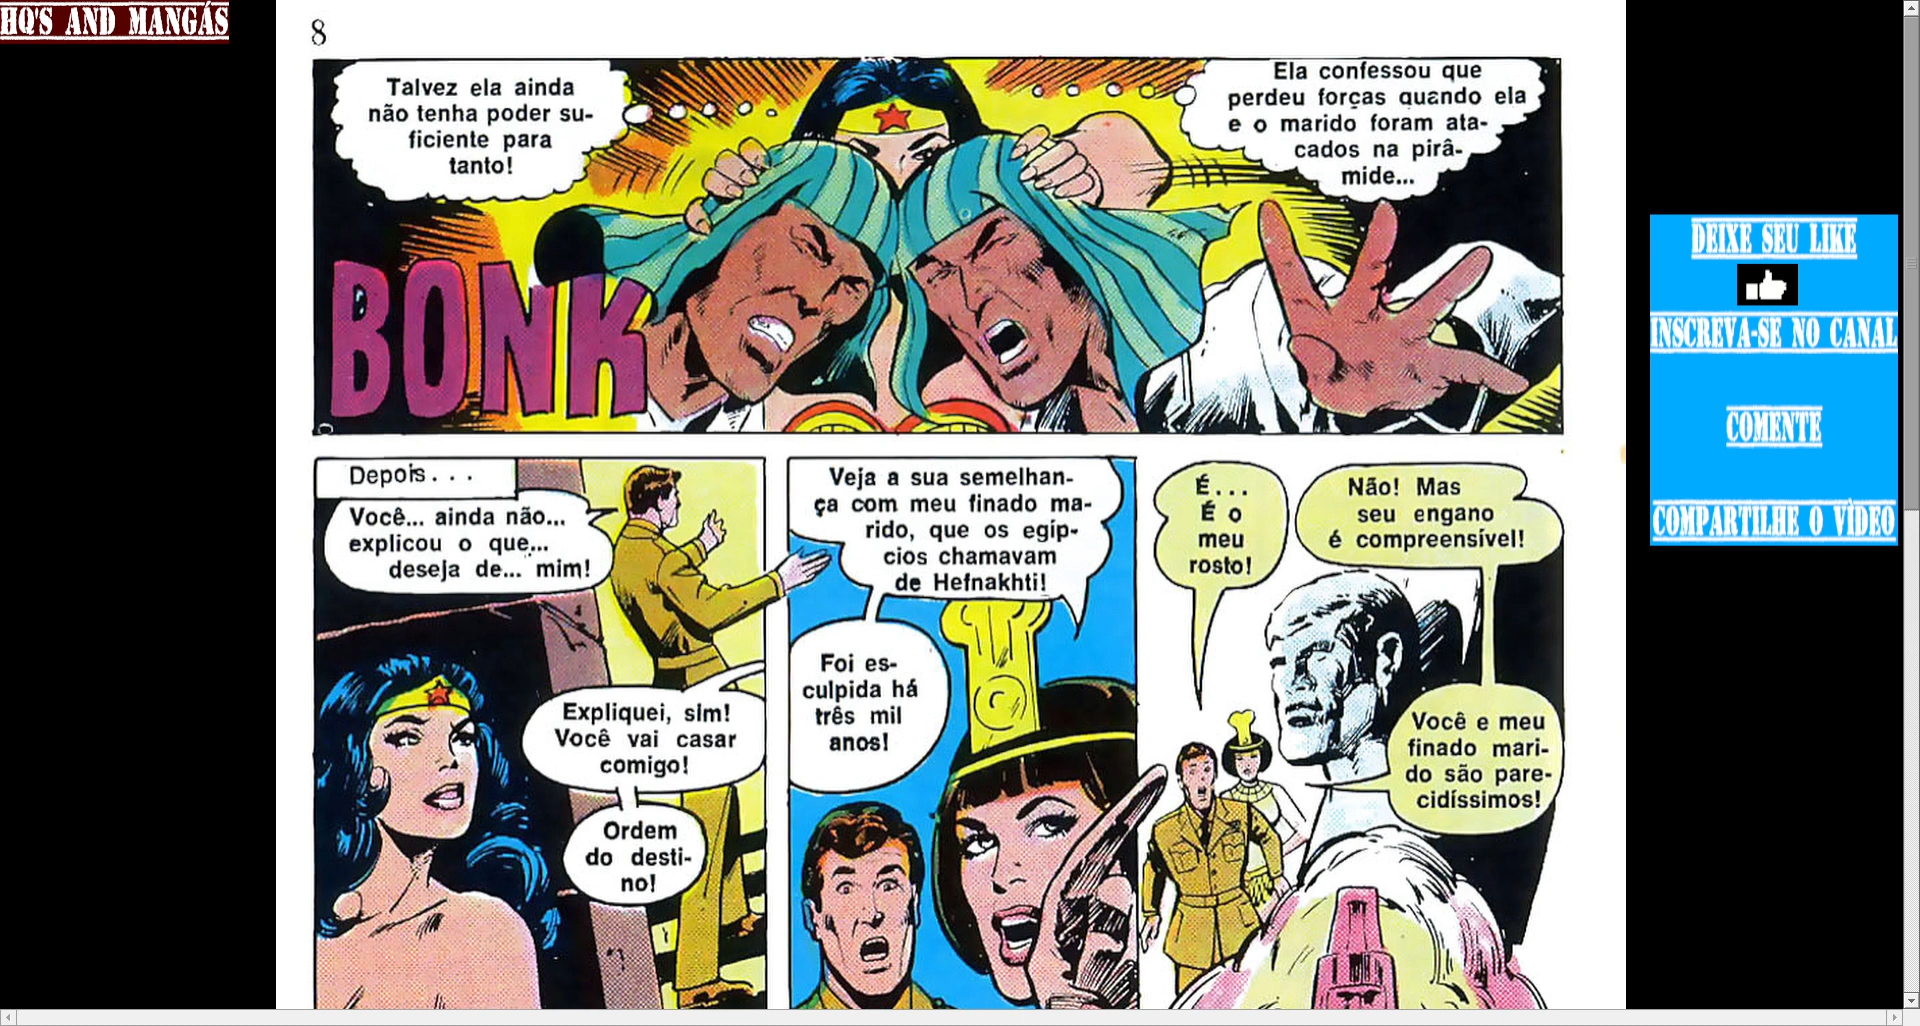 HQ'S AND MANGÁS
8
Talvez ela ainda
não tenha poder su-
ficiente para
tanto!
Ela confessou que
perdeu forças quando ela
e o marido foram ata-
cados na pirâ-
mide...
BONK
Depois...
Você... ainda não...
explicou o que...
deseja de... mim!
Expliquei, sim!
Você vai casar
comigo!
Ordem
do desti-
no!
Veja a sua semelhan-
ça com meu finado ma-
rido, que os egíp-
cios chamavam
de Hefnakhti!
Foi es-
culpida há
três mil
anos!
É...
É o
meu
rosto!
Não! Mas
seu engano
é compreensível!
Você e meu
finado mari-
do são pare-
cidíssimos!
DEIXE SEU LIKE
INSCREVA-SE NO CANAL
COMENTE
COMPARTILHE O VÍDEO